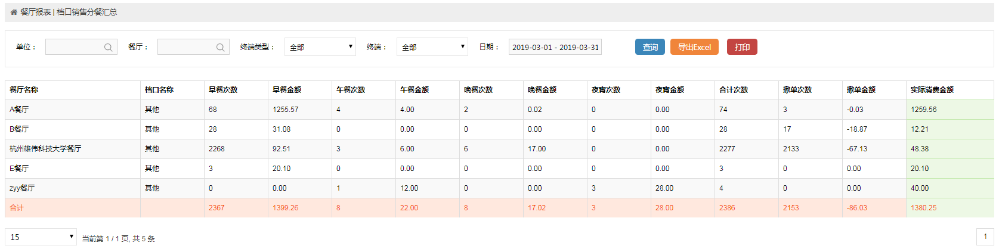 餐厅报表 | 档口销售分餐汇总
单位： 餐厅： 终端类型： 全部 终端： 全部 日期： 2019-03-01 - 2019-03-31 查询 导出Excel 打印
餐厅名称 档口名称 早餐次数 早餐金额 午餐次数 午餐金额 晚餐次数 晚餐金额 夜宵次数 夜宵金额 合计次数 撤单次数 撤单金额 实际消费金额
A餐厅 其他 68 1255.57 4 4.00 2 0.02 0 0.00 74 3 -0.03 1259.56
B餐厅 其他 28 31.08 0 0.00 0 0.00 0 0.00 28 17 -18.87 12.21
杭州雄伟科技大学餐厅 其他 2268 92.51 3 6.00 6 17.00 0 0.00 2277 2133 -67.13 48.38
E餐厅 其他 3 20.10 0 0.00 0 0.00 0 0.00 3 0 0.00 20.10
zyy餐厅 其他 0 0.00 1 12.00 0 0.00 3 28.00 4 0 0.00 40.00
合计 2367 1399.26 8 22.00 8 17.02 3 28.00 2386 2153 -86.03 1380.25
15 当前第 1 / 1 页, 共 5 条 1